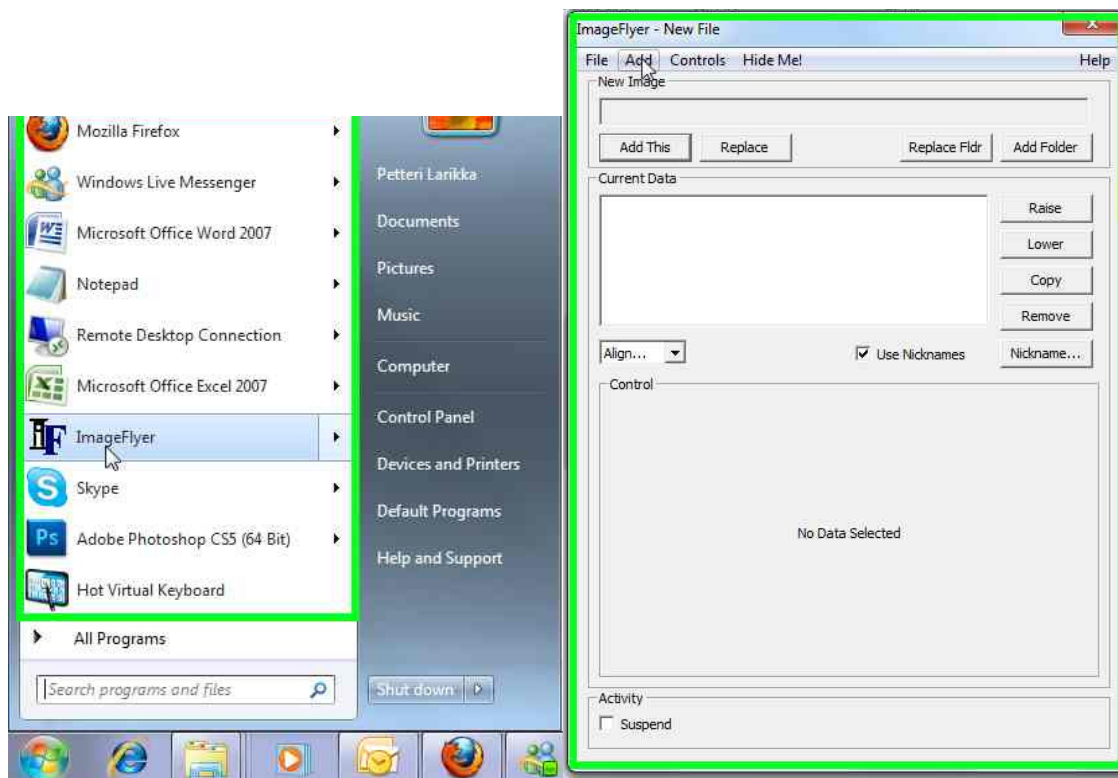 Mozilla Firefox
Windows Live Messenger
Microsoft Office Word 2007
Notepad
Remote Desktop Connection
Microsoft Office Excel 2007
iF ImageFlyer
Skype
Ps Adobe Photoshop CS5 (64 Bit)
Hot Virtual Keyboard
All Programs
Search programs and files
Petteri Larikka
Documents
Pictures
Music
Computer
Control Panel
Devices and Printers
Default Programs
Help and Support
Shut down
ImageFlyer - New File
File Add Controls Hide Me! Help
New Image
Add This Replace Replace Fldr Add Folder
Current Data
Raise
Lower
Copy
Remove
Align... Use Nicknames Nickname...
Control
No Data Selected
Activity
Suspend